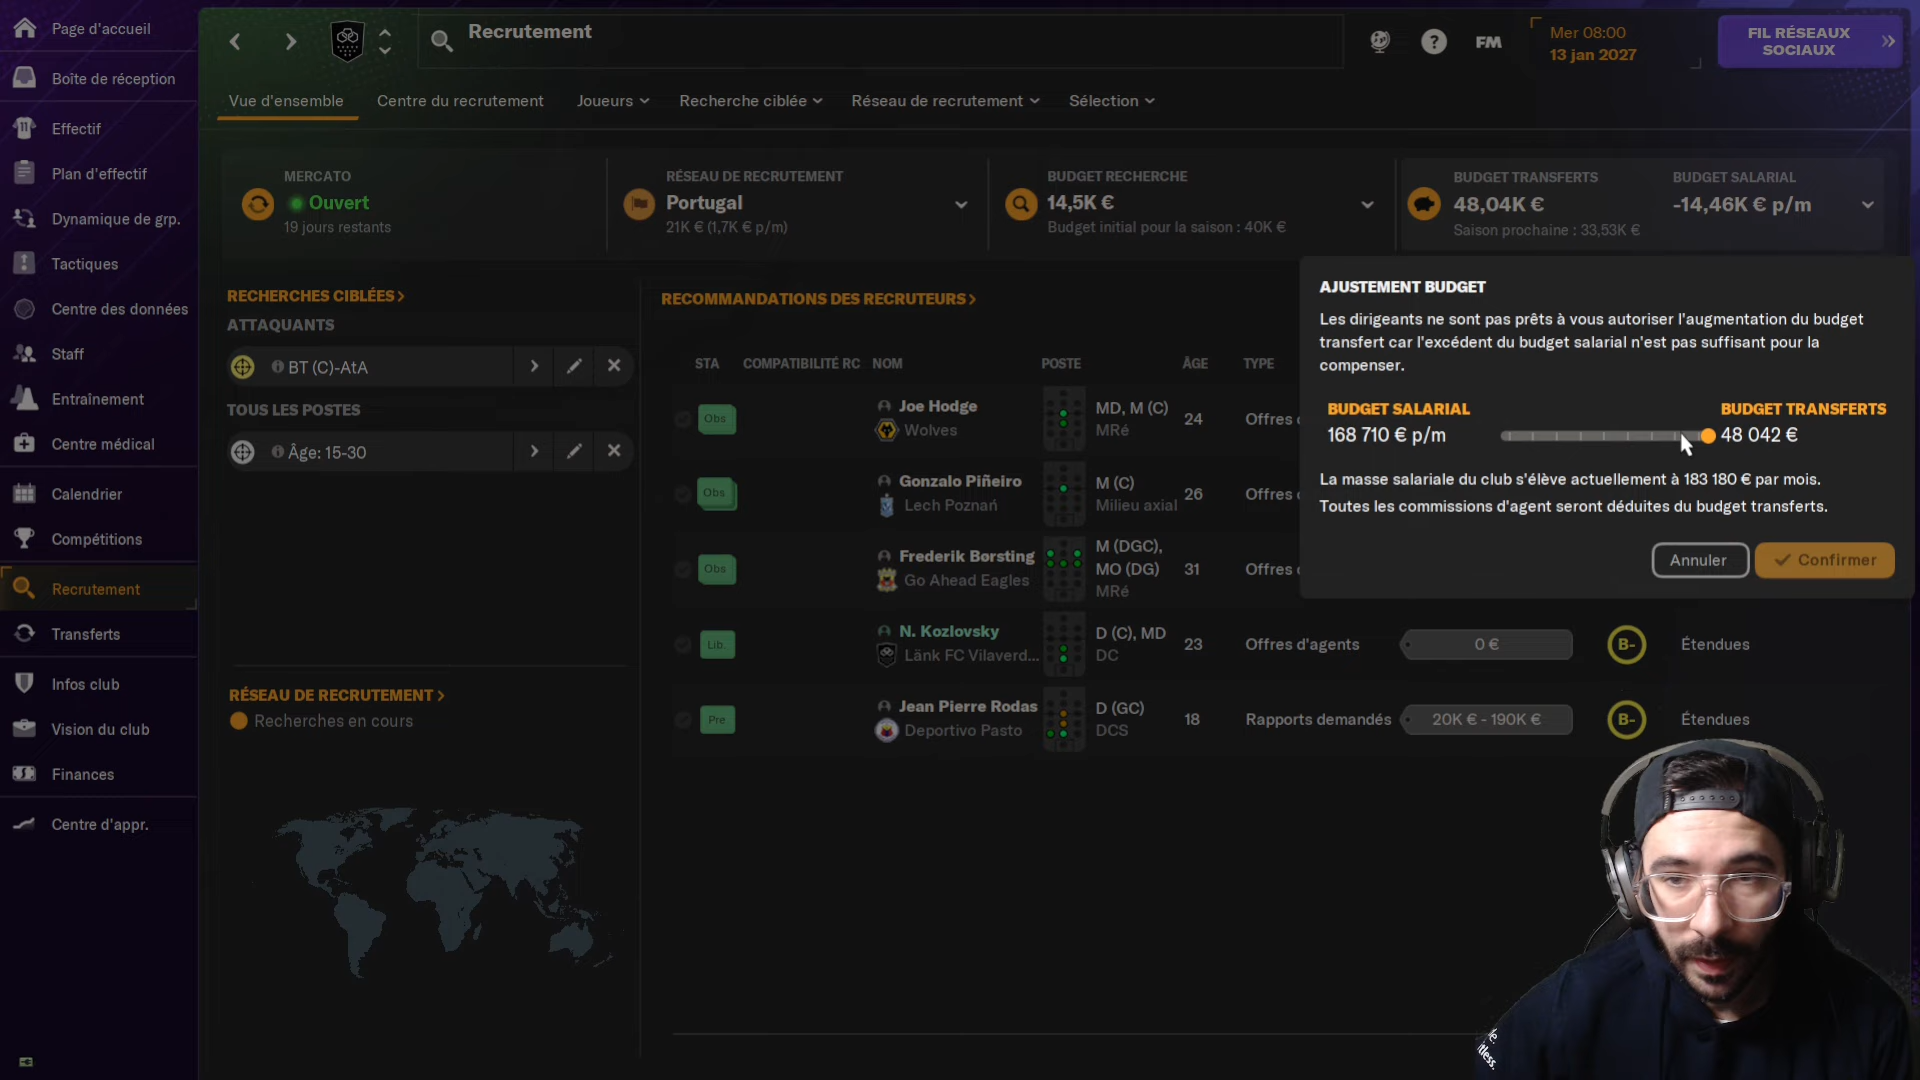 Page d'accueil
Boîte de réception
Effectif
Plan d'effectif
Dynamique de grp.
Tactiques
Centre des données
Staff
Entraînement
Centre médical
Calendrier
Compétitions
Recrutement
Transferts
Infos club
Vision du club
Finances
Centre d'appr.
Recrutement
?
FM
Mer 08:00
13 jan 2027
FIL RÉSEAUX
SOCIAUX
Vue d'ensemble
Centre du recrutement
Joueurs
Recherche ciblée
Réseau de recrutement
Sélection
MERCATO
Ouvert
19 jours restants
RÉSEAU DE RECRUTEMENT
Portugal
21K € (1,7K € p/m)
BUDGET RECHERCHE
14,5K €
Budget initial pour la saison : 40K €
BUDGET TRANSFERTS
48,04K €
Saison prochaine : 33,53K €
BUDGET SALARIAL
-14,46K € p/m
RECHERCHES CIBLÉES
ATTAQUANTS
BT (C)-AtA
TOUS LES POSTES
Âge: 15-30
RÉSEAU DE RECRUTEMENT
Recherches en cours
RECOMMANDATIONS DES RECRUTEURS
STA COMPATIBILITÉ RC NOM POSTE ÂGE TYPE
Obs Joe Hodge MD, M (C) 24 Offres
Wolves MRé
Obs Gonzalo Piñeiro M (C) 26 Offres
Lech Poznań Milieu axial
Obs Frederik Børsting M (DGC), 31 Offres
Go Ahead Eagles MO (DG)
MRé
Lib. N. Kozlovsky D (C), MD 23 Offres d'agents 0 € B- Étendues
Länk FC Vilaverd... DC
Pre Jean Pierre Rodas D (GC) 18 Rapports demandés 20K € - 190K € B- Étendues
Deportivo Pasto DCS
AJUSTEMENT BUDGET
Les dirigeants ne sont pas prêts à vous autoriser l'augmentation du budget
transfert car l'excédent du budget salarial n'est pas suffisant pour la
compenser.
BUDGET SALARIAL BUDGET TRANSFERTS
168 710 € p/m 48 042 €
La masse salariale du club s'élève actuellement à 183 180 € par mois.
Toutes les commissions d'agent seront déduites du budget transferts.
Annuler
Confirmer